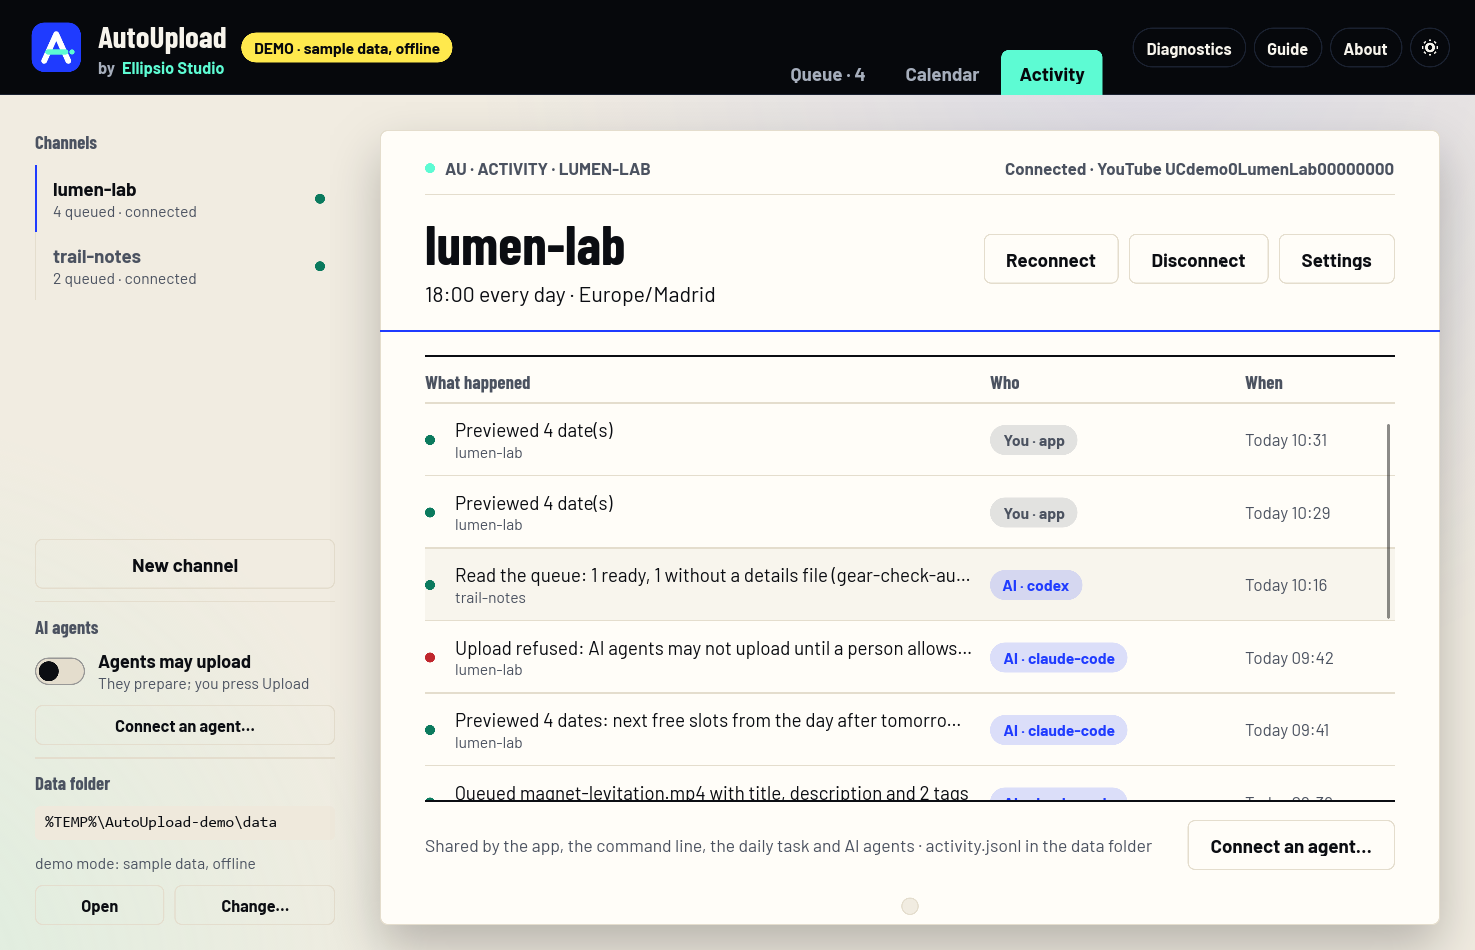 AutoUpload
by Ellipsio Studio
DEMO · sample data, offline
Queue · 4
Calendar
Activity
Diagnostics
Guide
About
Channels
lumen-lab
4 queued · connected
trail-notes
2 queued · connected
New channel
AI agents
Agents may upload
They prepare; you press Upload
Connect an agent...
Data folder
%TEMP%\AutoUpload-demo\data
demo mode: sample data, offline
Open
Change...
AU · ACTIVITY · LUMEN-LAB
Connected · YouTube UCdemo0LumenLab00000000
lumen-lab
18:00 every day · Europe/Madrid
Reconnect
Disconnect
Settings
What happened
Who
When
Previewed 4 date(s)
lumen-lab
You · app
Today 10:31
Previewed 4 date(s)
lumen-lab
You · app
Today 10:29
Read the queue: 1 ready, 1 without a details file (gear-check-au...
trail-notes
AI · codex
Today 10:16
Upload refused: AI agents may not upload until a person allows...
lumen-lab
AI · claude-code
Today 09:42
Previewed 4 dates: next free slots from the day after tomorro...
lumen-lab
AI · claude-code
Today 09:41
Queued magnet-levitation.mp4 with title, description and 2 tags
Shared by the app, the command line, the daily task and AI agents · activity.jsonl in the data folder
Connect an agent...